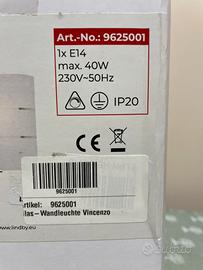 Art.-No.: 9625001
1x E14
max. 40W
230V~50Hz
IP20
CE
9625001
rtikel: 9625001
las-Wandleuchte Vincenzo
www.lindby.eu
subito